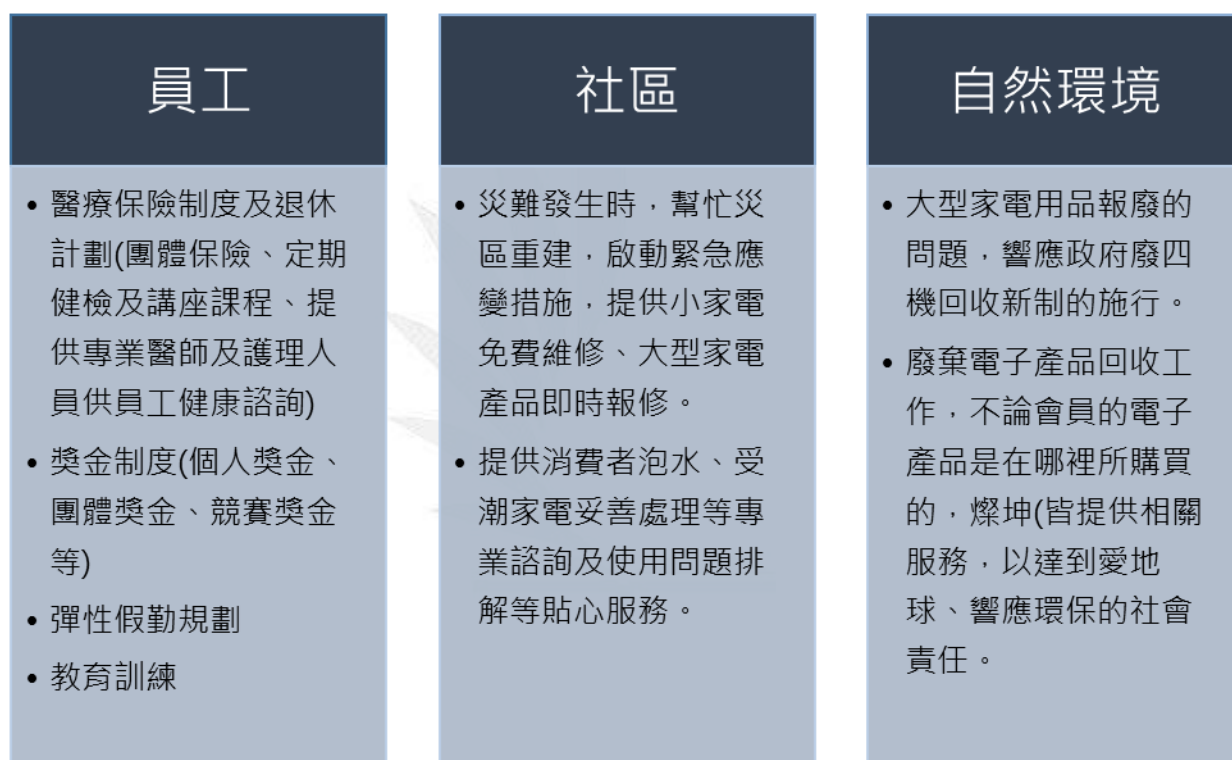 員工
• 醫療保險制度及退休
計劃(團體保險、定期
健檢及講座課程、提
供專業醫師及護理人
員供員工健康諮詢)
• 獎金制度(個人獎金、
團體獎金、競賽獎金
等)
• 彈性假勤規劃
• 教育訓練
社區
• 災難發生時，幫忙災
區重建，啟動緊急應
變措施，提供小家電
免費維修、大型家電
產品即時報修。
• 提供消費者泡水、受
潮家電妥善處理等專
業諮詢及使用問題排
解等貼心服務。
自然環境
• 大型家電用品報廢的
問題，響應政府廢四
機回收新制的施行。
• 廢棄電子產品回收工
作，不論會員的電子
產品是在哪裡所購買
的，燦坤(皆提供相關
服務，以達到愛地
球、響應環保的社會
責任。